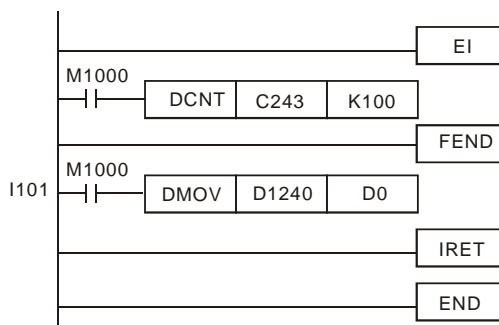 EI
M1000
DCNT C243 K100
FEND
M1000
I101 DMOV D1240 D0
IRET
END